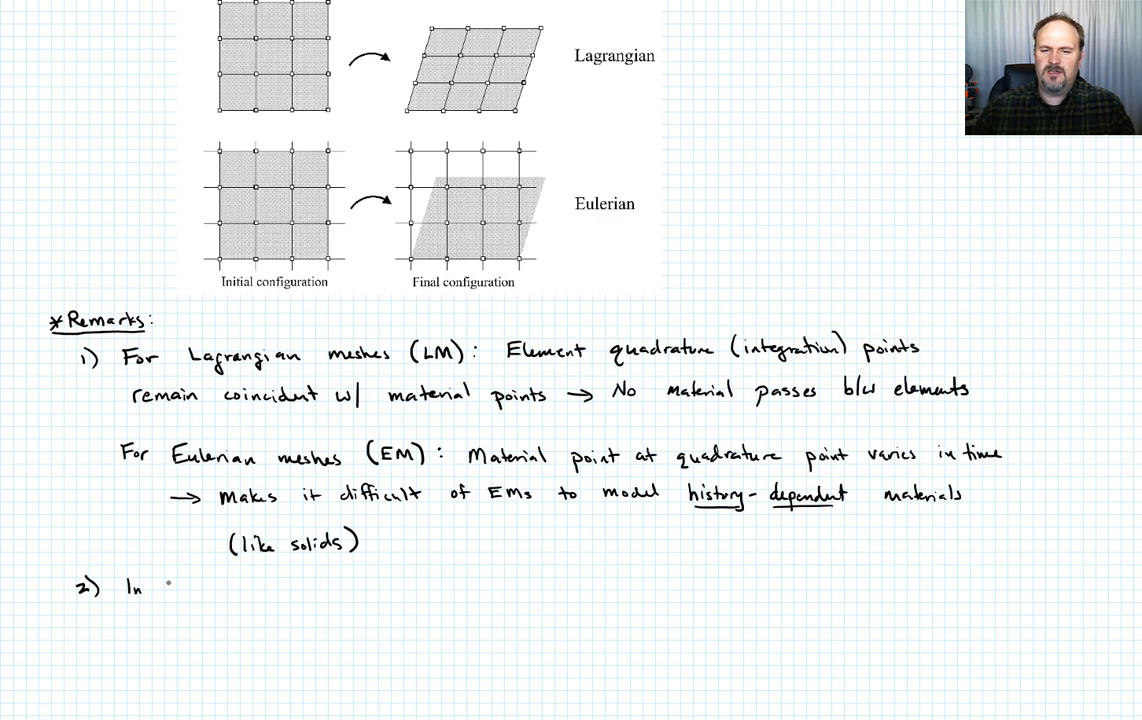 Lagrangian
Eulerian
Initial configuration
Final configuration
*Remarks:
1) For Lagrangian meshes (LM): Element quadrature (integration) points
remain coincident w/ material points → No material passes b/w elements
For Eulerian meshes (EM): Material point at quadrature point varies in time
→ makes it difficult of EMs to model history-dependent materials
(like solids)
2) In